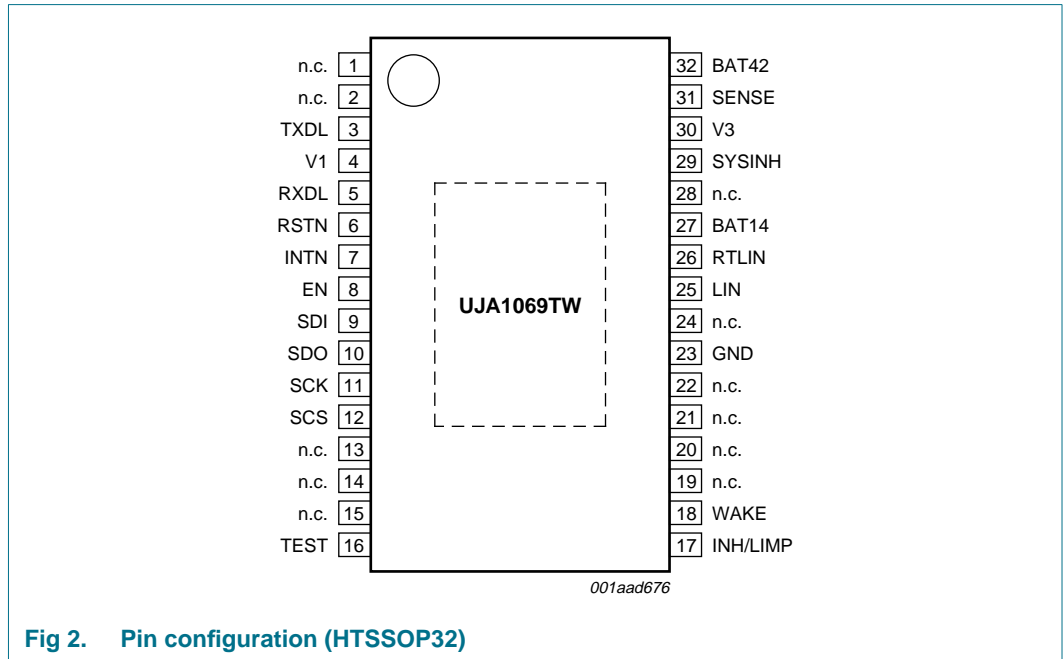 n.c. 1
n.c. 2
TXDL 3
V1 4
RXDL 5
RSTN 6
INTN 7
EN 8
SDI 9
SDO 10
SCK 11
SCS 12
n.c. 13
n.c. 14
n.c. 15
TEST 16
UJA1069TW
32 BAT42
31 SENSE
30 V3
29 SYSINH
28 n.c.
27 BAT14
26 RTLIN
25 LIN
24 n.c.
23 GND
22 n.c.
21 n.c.
20 n.c.
19 n.c.
18 WAKE
17 INH/LIMP
001aad676
Fig 2. Pin configuration (HTSSOP32)